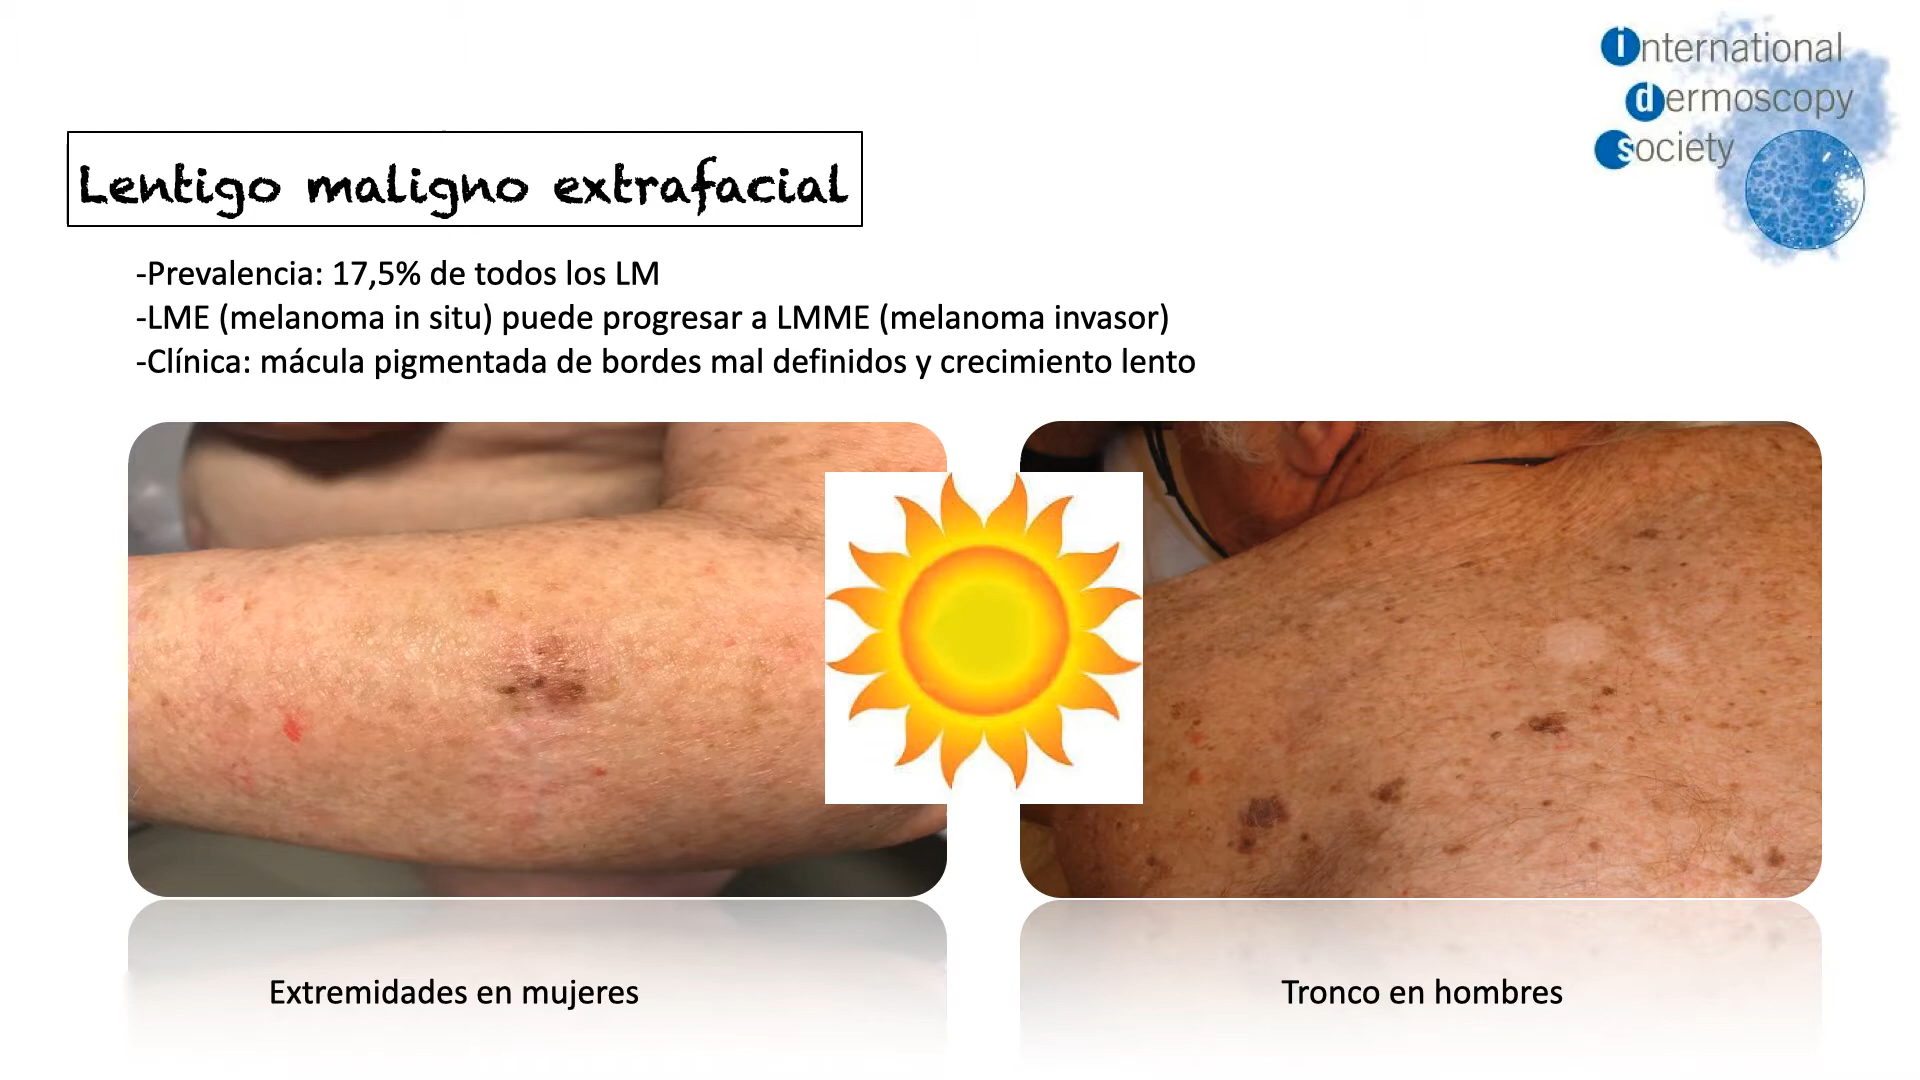 international
dermoscopy
society
Lentigo maligno extrafacial
-Prevalencia: 17,5% de todos los LM
-LME (melanoma in situ) puede progresar a LMME (melanoma invasor)
-Clínica: mácula pigmentada de bordes mal definidos y crecimiento lento
Extremidades en mujeres
Tronco en hombres